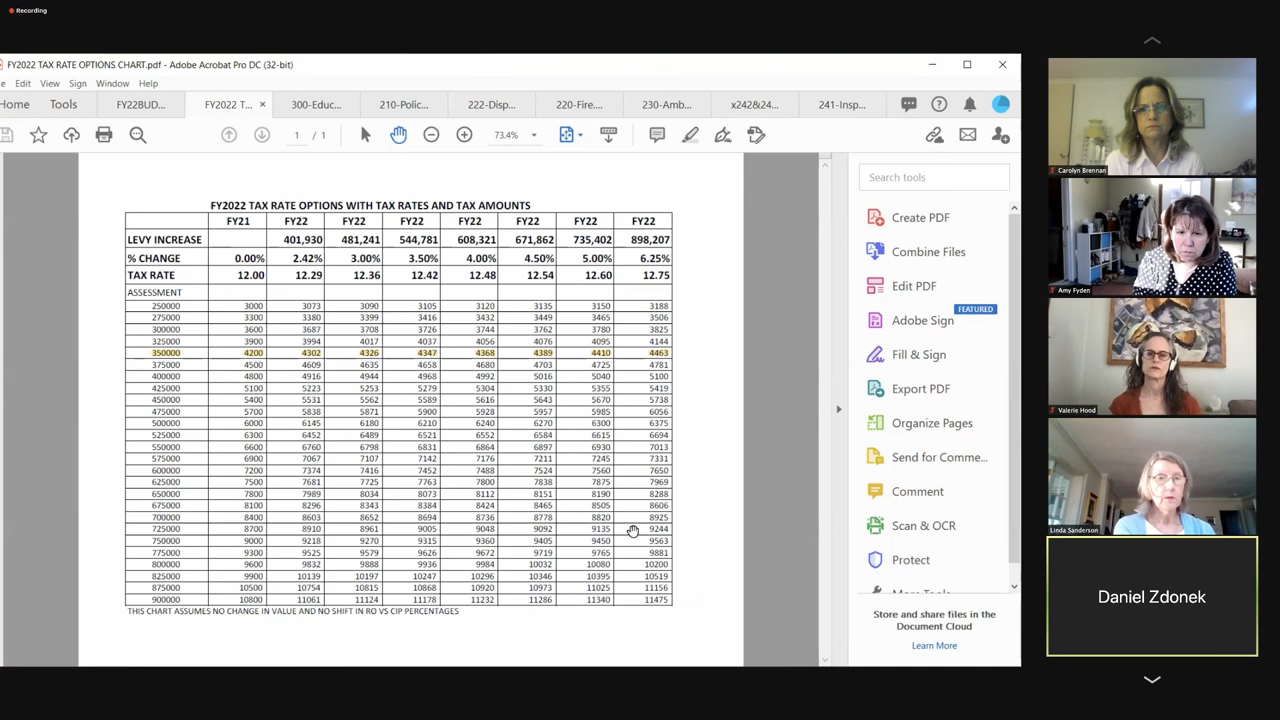 Recording
FY2022 TAX RATE OPTIONS CHART.pdf - Adobe Acrobat Pro DC (32-bit)
Edit View Sign Window Help
Home Tools FY22BUD... FY2022 T... × 300-Educ... 210-Polic... 222-Disp... 220-Fire.... 230-Amb... x242&24... 241-Insp...
1 / 1 73.4%
FY2022 TAX RATE OPTIONS WITH TAX RATES AND TAX AMOUNTS
FY21 FY22 FY22 FY22 FY22 FY22 FY22 FY22
LEVY INCREASE 401,930 481,241 544,781 608,321 671,862 735,402 898,207
% CHANGE 0.00% 2.42% 3.00% 3.50% 4.00% 4.50% 5.00% 6.25%
TAX RATE 12.00 12.29 12.36 12.42 12.48 12.54 12.60 12.75
ASSESSMENT
250000 3000 3073 3090 3105 3120 3135 3150 3188
275000 3300 3380 3399 3416 3432 3449 3465 3506
300000 3600 3687 3708 3726 3744 3762 3780 3825
325000 3900 3994 4017 4037 4056 4076 4095 4144
350000 4200 4302 4326 4347 4368 4389 4410 4463
375000 4500 4609 4635 4658 4680 4703 4725 4781
400000 4800 4916 4944 4968 4992 5016 5040 5100
425000 5100 5223 5253 5279 5304 5330 5355 5419
450000 5400 5531 5562 5589 5616 5643 5670 5738
475000 5700 5838 5871 5900 5928 5957 5985 6056
500000 6000 6145 6180 6210 6240 6270 6300 6375
525000 6300 6452 6489 6521 6552 6584 6615 6694
550000 6600 6760 6798 6831 6864 6897 6930 7013
575000 6900 7067 7107 7142 7176 7211 7245 7331
600000 7200 7374 7416 7452 7488 7524 7560 7650
625000 7500 7681 7725 7763 7800 7838 7875 7969
650000 7800 7989 8034 8073 8112 8151 8190 8288
675000 8100 8296 8343 8384 8424 8465 8505 8606
700000 8400 8603 8652 8694 8736 8778 8820 8925
725000 8700 8910 8961 9005 9048 9092 9135 9244
750000 9000 9218 9270 9315 9360 9405 9450 9563
775000 9300 9525 9579 9626 9672 9719 9765 9881
800000 9600 9832 9888 9936 9984 10032 10080 10200
825000 9900 10139 10197 10247 10296 10346 10395 10519
875000 10500 10754 10815 10868 10920 10973 11025 11156
900000 10800 11061 11124 11178 11232 11286 11340 11475
THIS CHART ASSUMES NO CHANGE IN VALUE AND NO SHIFT IN RO VS CIP PERCENTAGES
Search tools
Create PDF
Combine Files
Edit PDF
FEATURED
Adobe Sign
Fill & Sign
Export PDF
Organize Pages
Send for Comme...
Comment
Scan & OCR
Protect
More Tools
Store and share files in the
Document Cloud
Learn More
Carolyn Brennan
Amy Fyden
Valerie Hood
Linda Sanderson
Daniel Zdonek